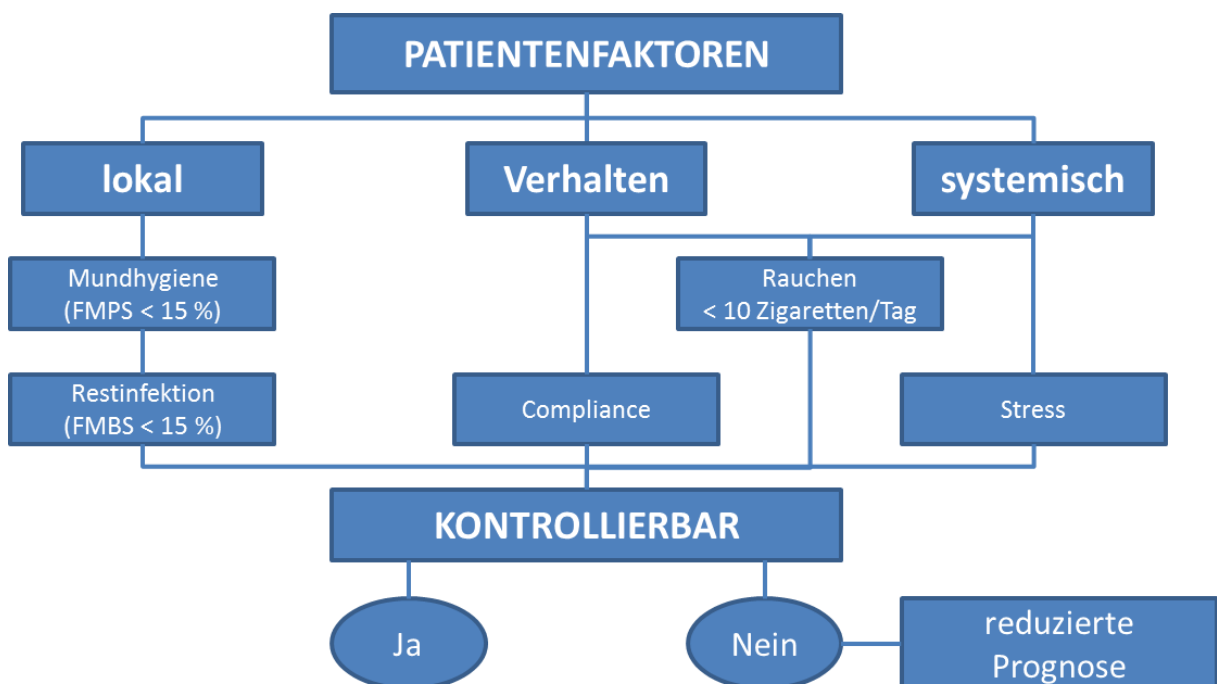 PATIENTENFAKTOREN
lokal
Verhalten
systemisch
Mundhygiene
(FMPS < 15 %)
Rauchen
< 10 Zigaretten/Tag
Restinfektion
(FMBS < 15 %)
Compliance
Stress
KONTROLLIERBAR
Ja
Nein
reduzierte
Prognose